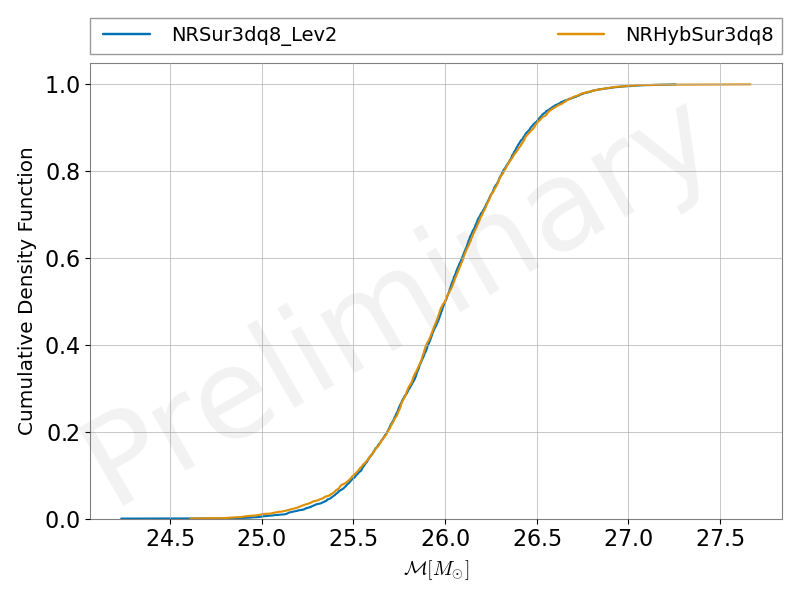 NRSur3dq8_Lev2 NRHybSur3dq8
1.0
0.8
0.6
0.4
0.2
0.0
Cumulative Density Function
Preliminary
24.5 25.0 25.5 26.0 26.5 27.0 27.5
ℳ[M⊙]